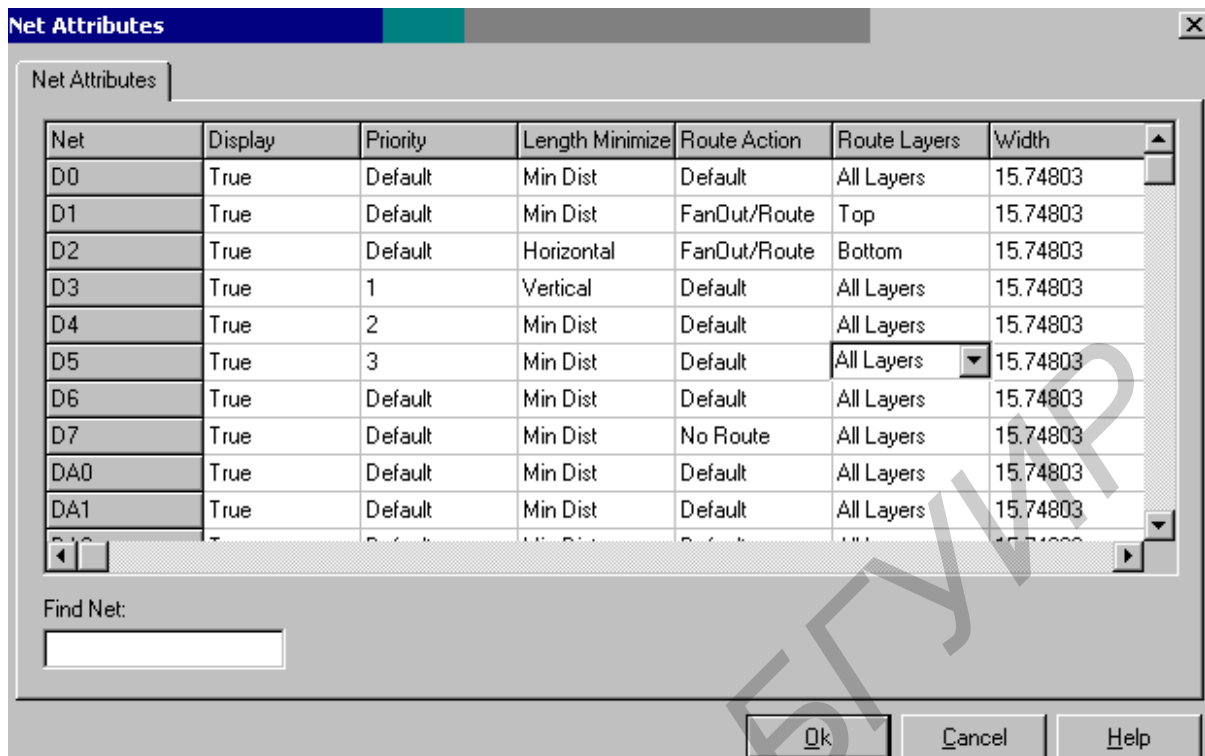 Net Attributes
Net Attributes
Net Display Priority Length Minimize Route Action Route Layers Width
D0 True Default Min Dist Default All Layers 15.74803
D1 True Default Min Dist FanOut/Route Top 15.74803
D2 True Default Horizontal FanOut/Route Bottom 15.74803
D3 True 1 Vertical Default All Layers 15.74803
D4 True 2 Min Dist Default All Layers 15.74803
D5 True 3 Min Dist Default All Layers 15.74803
D6 True Default Min Dist Default All Layers 15.74803
D7 True Default Min Dist No Route All Layers 15.74803
DA0 True Default Min Dist Default All Layers 15.74803
DA1 True Default Min Dist Default All Layers 15.74803
Find Net:
Ok Cancel Help
БГУИР